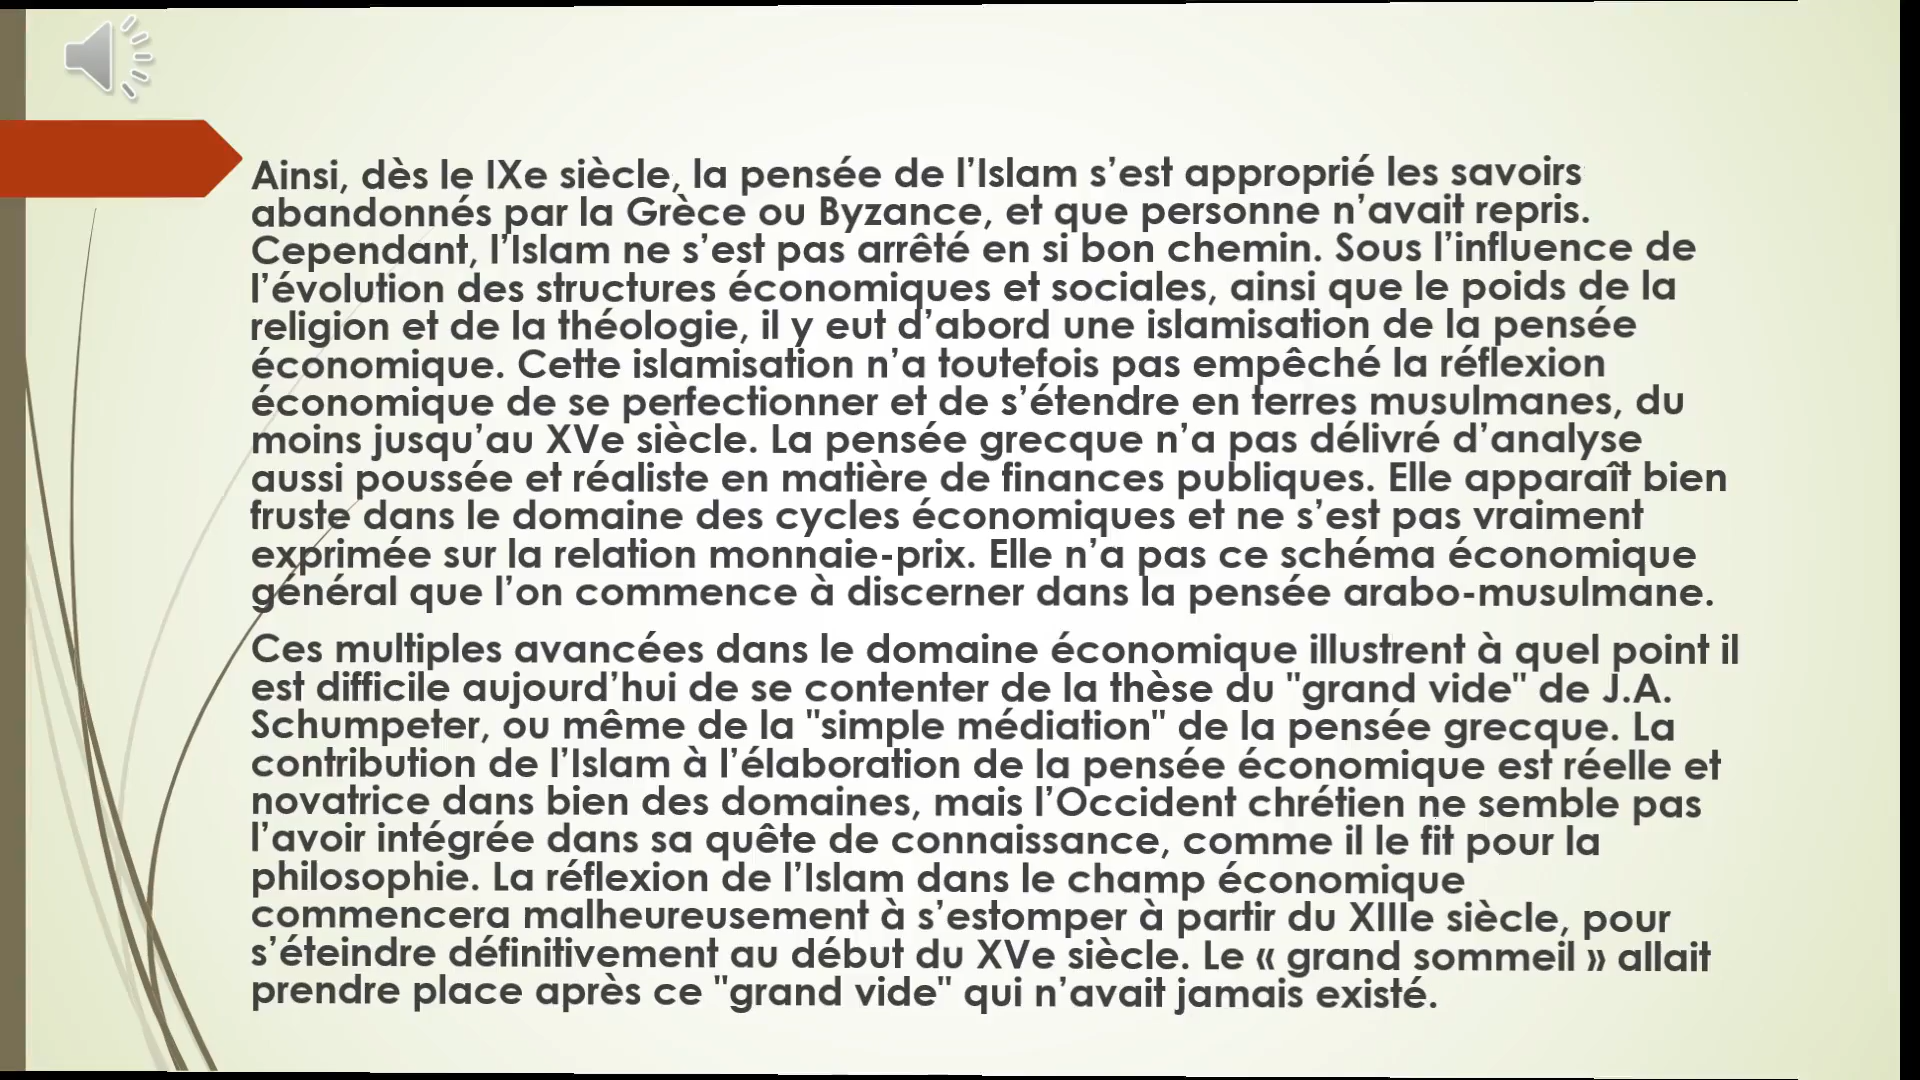 Ainsi, dès le IXe siècle, la pensée de l’Islam s’est approprié les savoirs
abandonnés par la Grèce ou Byzance, et que personne n’avait repris.
Cependant, l’Islam ne s’est pas arrêté en si bon chemin. Sous l’influence de
l’évolution des structures économiques et sociales, ainsi que le poids de la
religion et de la théologie, il y eut d’abord une islamisation de la pensée
économique. Cette islamisation n’a toutefois pas empêché la réflexion
économique de se perfectionner et de s’étendre en terres musulmanes, du
moins jusqu’au XVe siècle. La pensée grecque n’a pas délivré d’analyse
aussi poussée et réaliste en matière de finances publiques. Elle apparaît bien
fruste dans le domaine des cycles économiques et ne s’est pas vraiment
exprimée sur la relation monnaie-prix. Elle n’a pas ce schéma économique
général que l’on commence à discerner dans la pensée arabo-musulmane.
Ces multiples avancées dans le domaine économique illustrent à quel point il
est difficile aujourd’hui de se contenter de la thèse du "grand vide" de J.A.
Schumpeter, ou même de la "simple médiation" de la pensée grecque. La
contribution de l’Islam à l’élaboration de la pensée économique est réelle et
novatrice dans bien des domaines, mais l’Occident chrétien ne semble pas
l’avoir intégrée dans sa quête de connaissance, comme il le fit pour la
philosophie. La réflexion de l’Islam dans le champ économique
commencera malheureusement à s’estomper à partir du XIIIe siècle, pour
s’éteindre définitivement au début du XVe siècle. Le « grand sommeil » allait
prendre place après ce "grand vide" qui n’avait jamais existé.